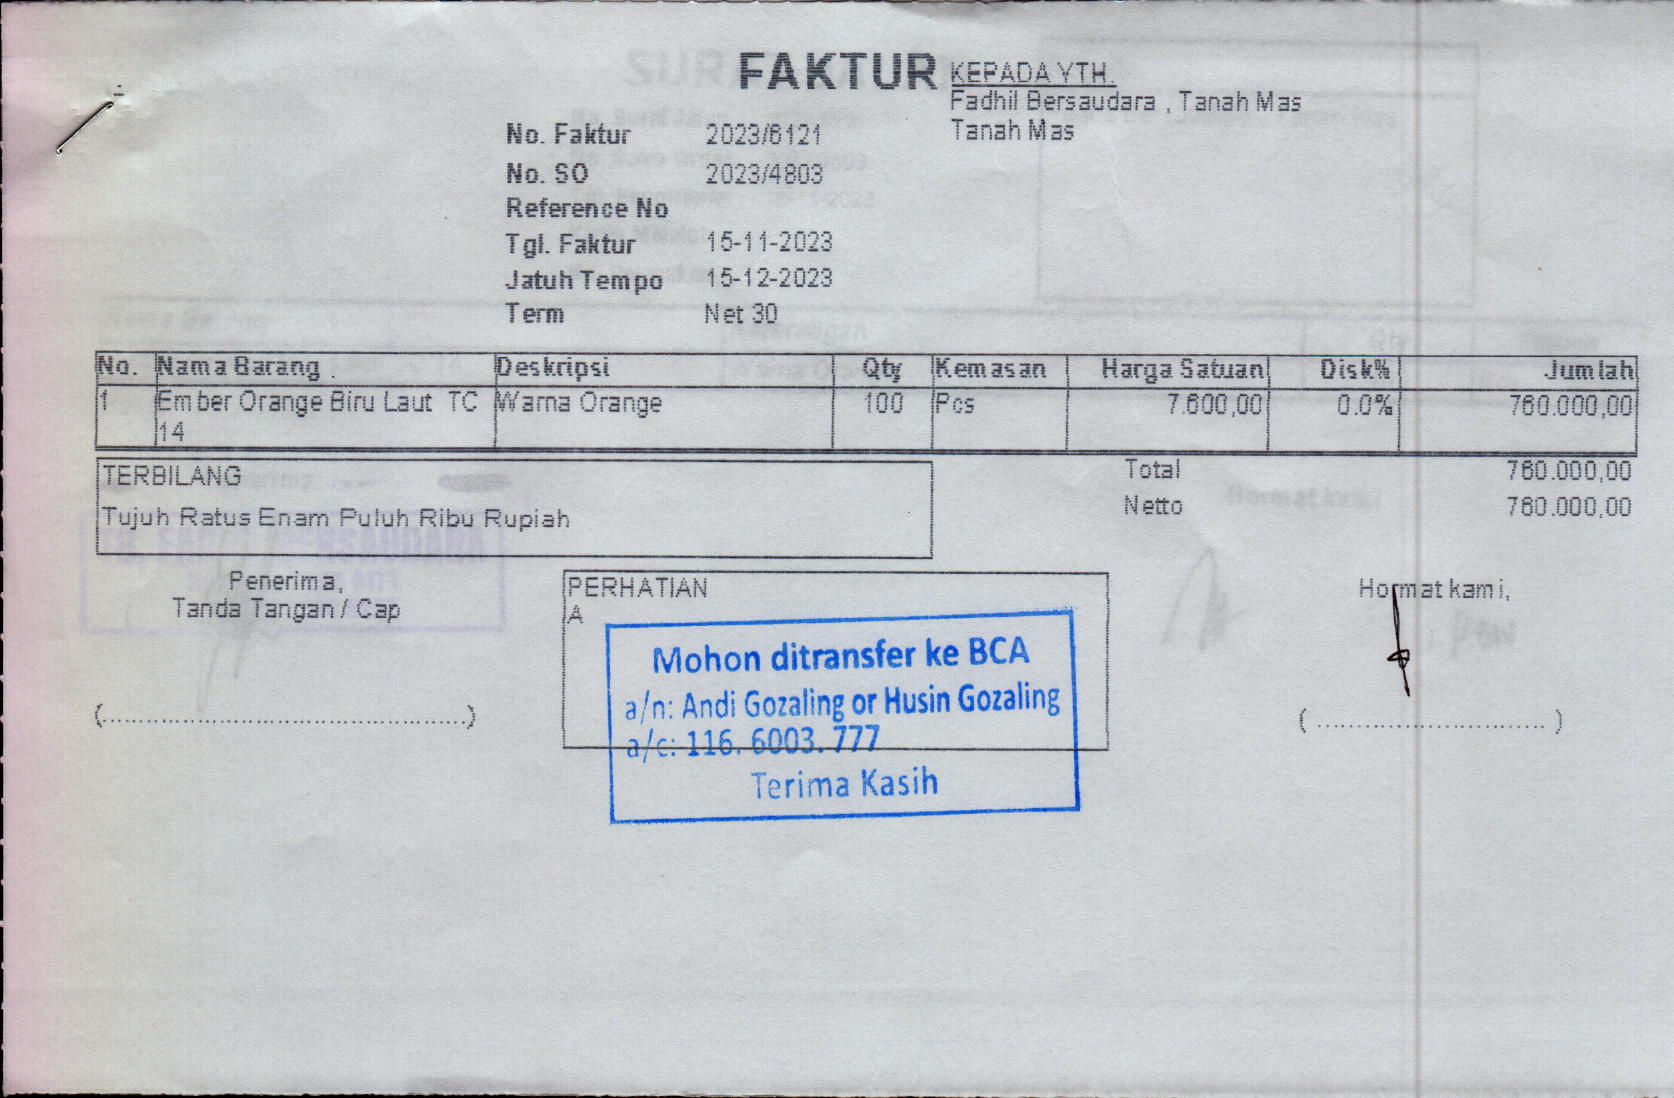 FAKTUR
KEPADA YTH.
Fadhil Bersaudara , Tanah Mas
Tanah Mas
No. Faktur 2023/6121
No. SO 2023/4803
Reference No
Tgl. Faktur 15-11-2023
Jatuh Tempo 15-12-2023
Term Net 30
No. Nama Barang . Deskripsi Qty Kemasan Harga Satuan Disk% Jumlah
1 Ember Orange Biru Laut TC Warna Orange 100 Pcs 7.600,00 0.0% 760.000,00
14
TERBILANG
Tujuh Ratus Enam Puluh Ribu Rupiah
Total 760.000,00
Netto 760.000,00
Penerima,
Tanda Tangan / Cap
(............................................)
PERHATIAN
A
Mohon ditransfer ke BCA
a/n: Andi Gozaling or Husin Gozaling
a/c: 116. 6003. 777
Terima Kasih
Hormat kami,
( ............................ )